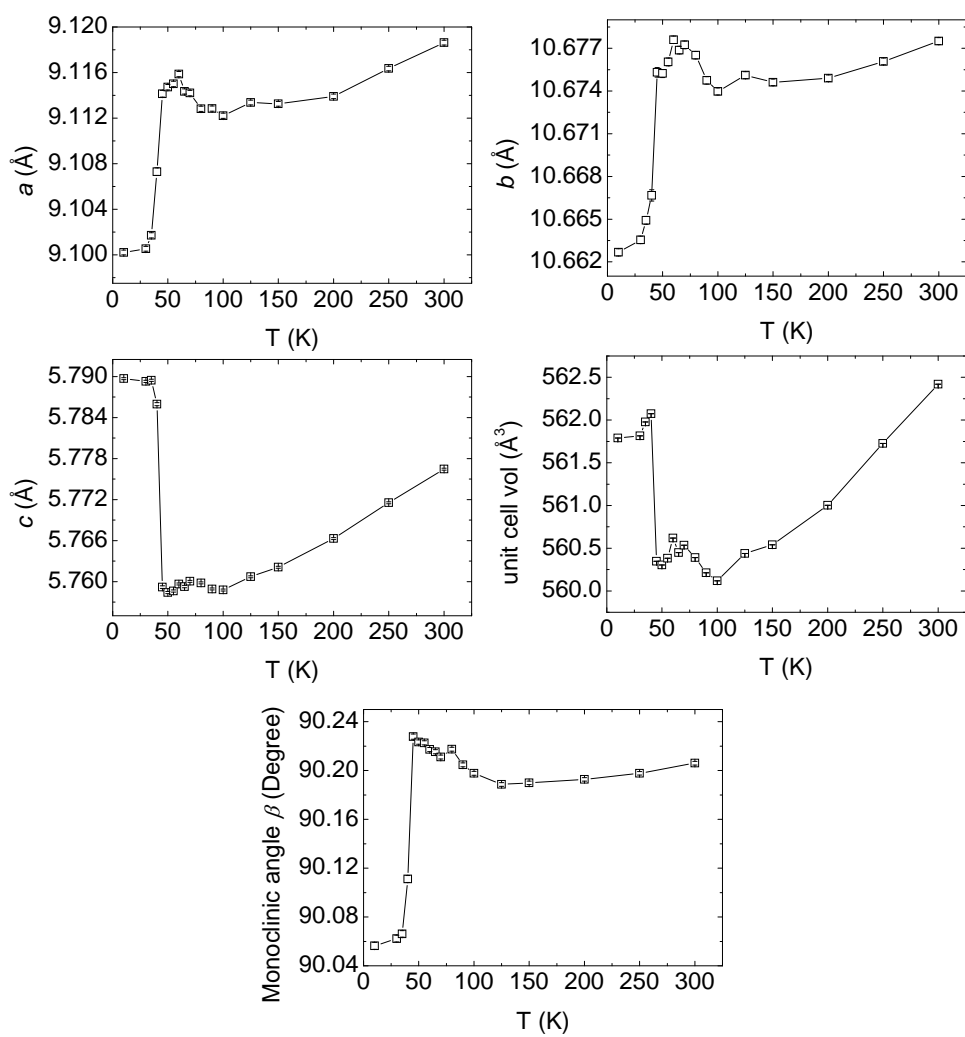 9.120
9.116
9.112
9.108
9.104
9.100
a (Å)
0 50 100 150 200 250 300
T (K)
10.677
10.674
10.671
10.668
10.665
10.662
b (Å)
0 50 100 150 200 250 300
T (K)
5.790
5.784
5.778
5.772
5.766
5.760
c (Å)
0 50 100 150 200 250 300
T (K)
562.5
562.0
561.5
561.0
560.5
560.0
unit cell vol (Å³)
0 50 100 150 200 250 300
T (K)
90.24
90.20
90.16
90.12
90.08
90.04
Monoclinic angle β (Degree)
0 50 100 150 200 250 300
T (K)